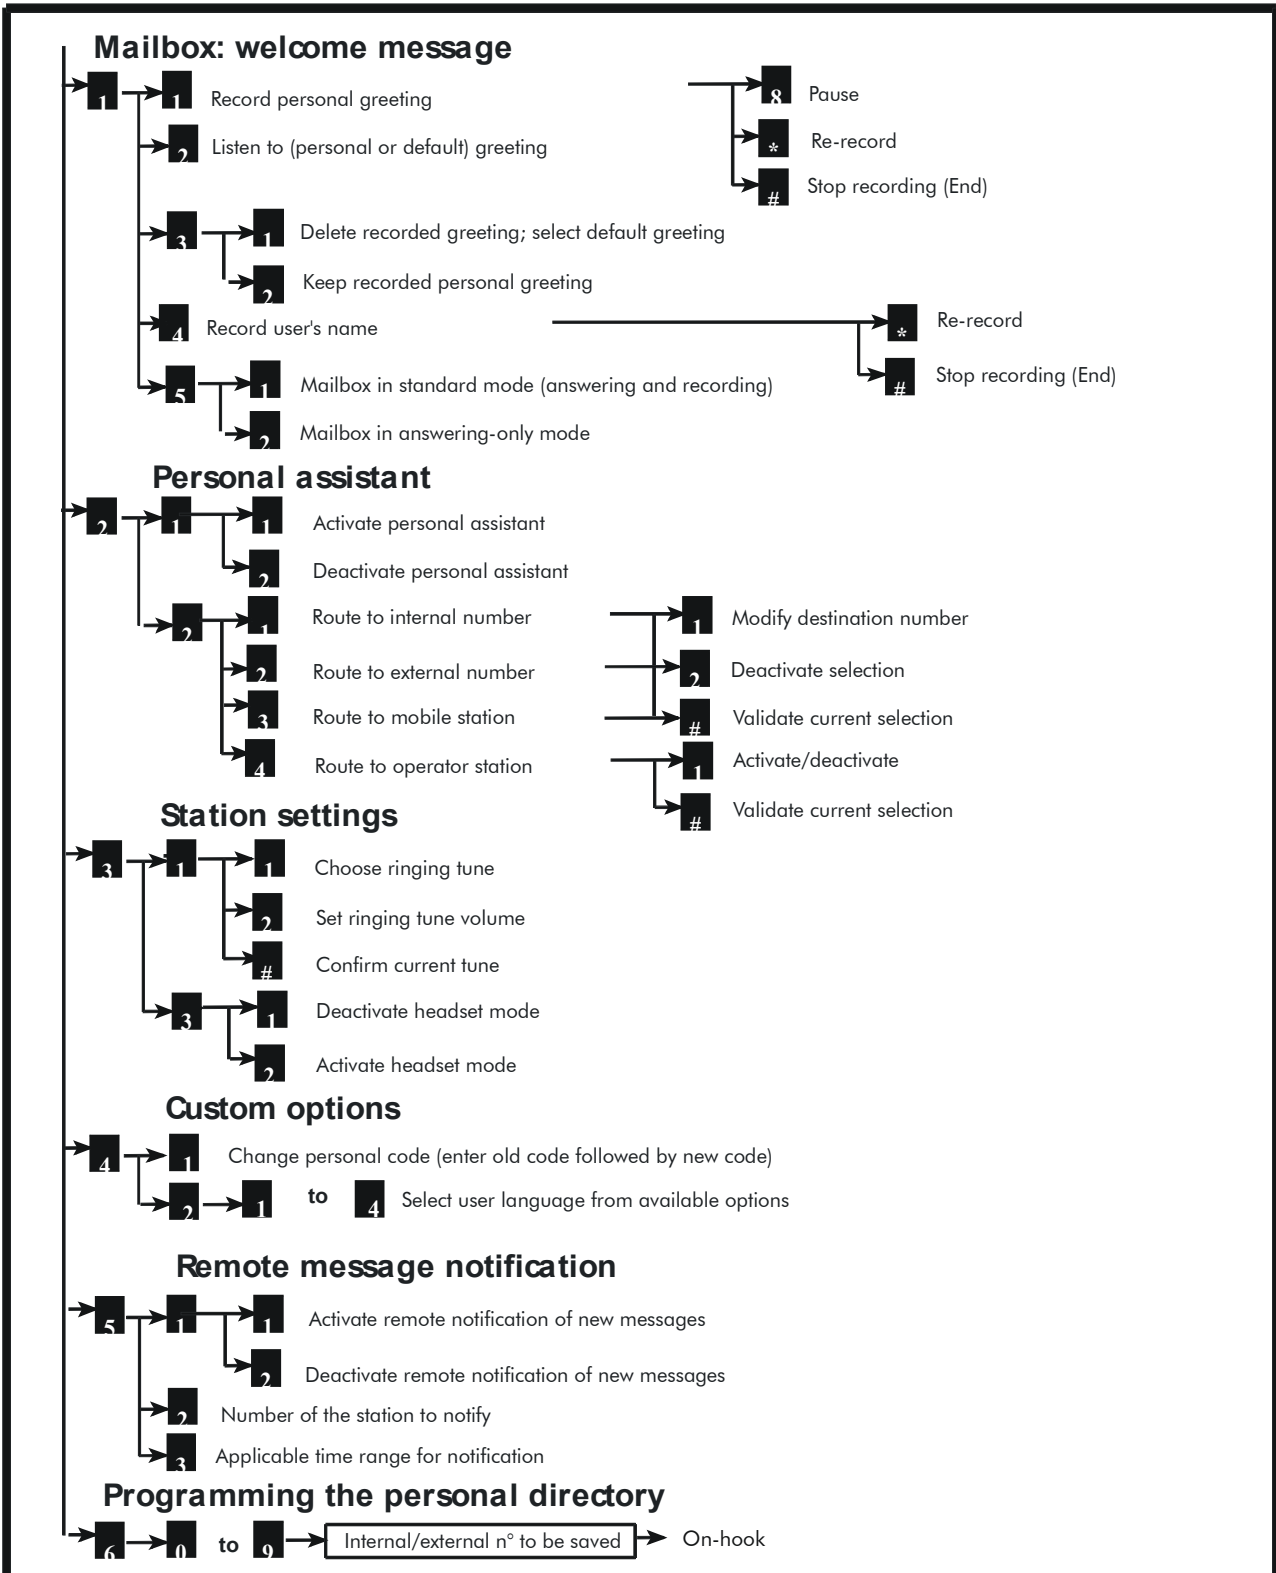 Mailbox: welcome message
1 1 Record personal greeting 8 Pause
2 Listen to (personal or default) greeting * Re-record
# Stop recording (End)
3 1 Delete recorded greeting; select default greeting
2 Keep recorded personal greeting
4 Record user's name * Re-record
# Stop recording (End)
5 1 Mailbox in standard mode (answering and recording)
2 Mailbox in answering-only mode
Personal assistant
2 1 1 Activate personal assistant
2 Deactivate personal assistant
2 1 Route to internal number 1 Modify destination number
2 Route to external number 2 Deactivate selection
3 Route to mobile station # Validate current selection
4 Route to operator station 1 Activate/deactivate
# Validate current selection
Station settings
3 1 1 Choose ringing tune
2 Set ringing tune volume
# Confirm current tune
3 1 Deactivate headset mode
2 Activate headset mode
Custom options
4 1 Change personal code (enter old code followed by new code)
2 1 to 4 Select user language from available options
Remote message notification
5 1 1 Activate remote notification of new messages
2 Deactivate remote notification of new messages
2 Number of the station to notify
3 Applicable time range for notification
Programming the personal directory
6 0 to 9 Internal/external n° to be saved On-hook